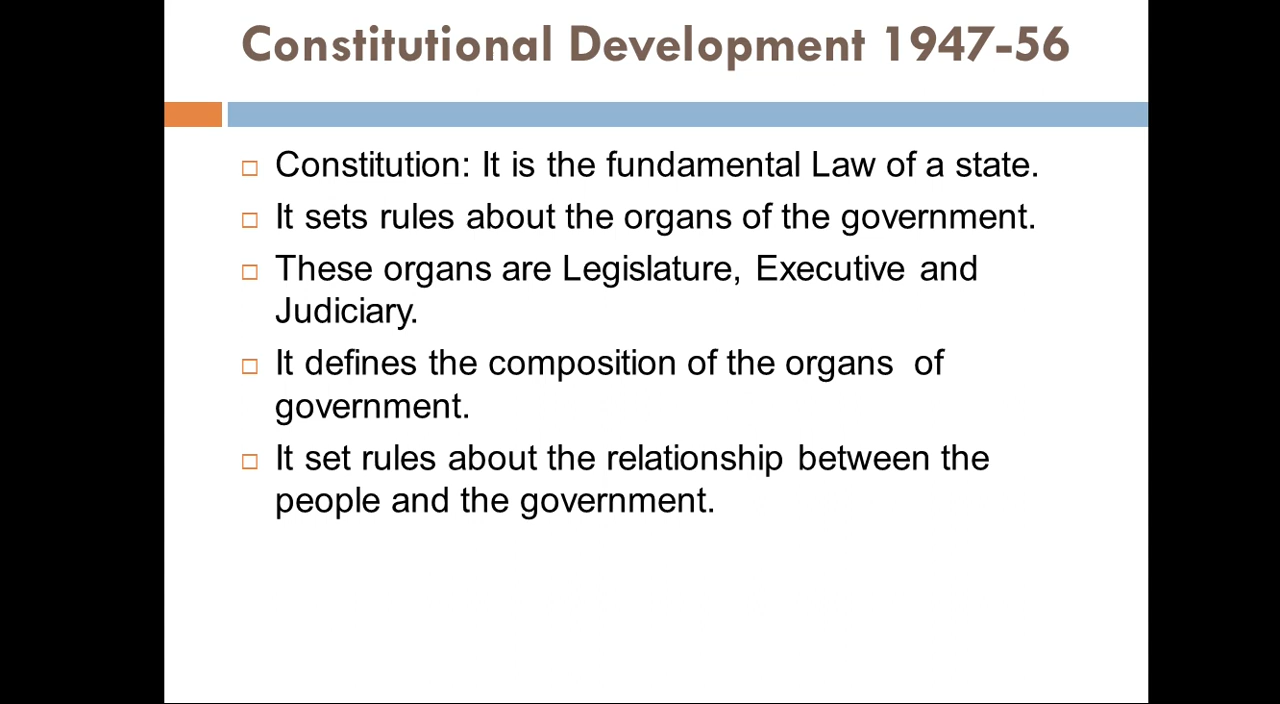 Constitutional Development 1947-56
Constitution: It is the fundamental Law of a state.
It sets rules about the organs of the government.
These organs are Legislature, Executive and
Judiciary.
It defines the composition of the organs  of
government.
It set rules about the relationship between the
people and the government.